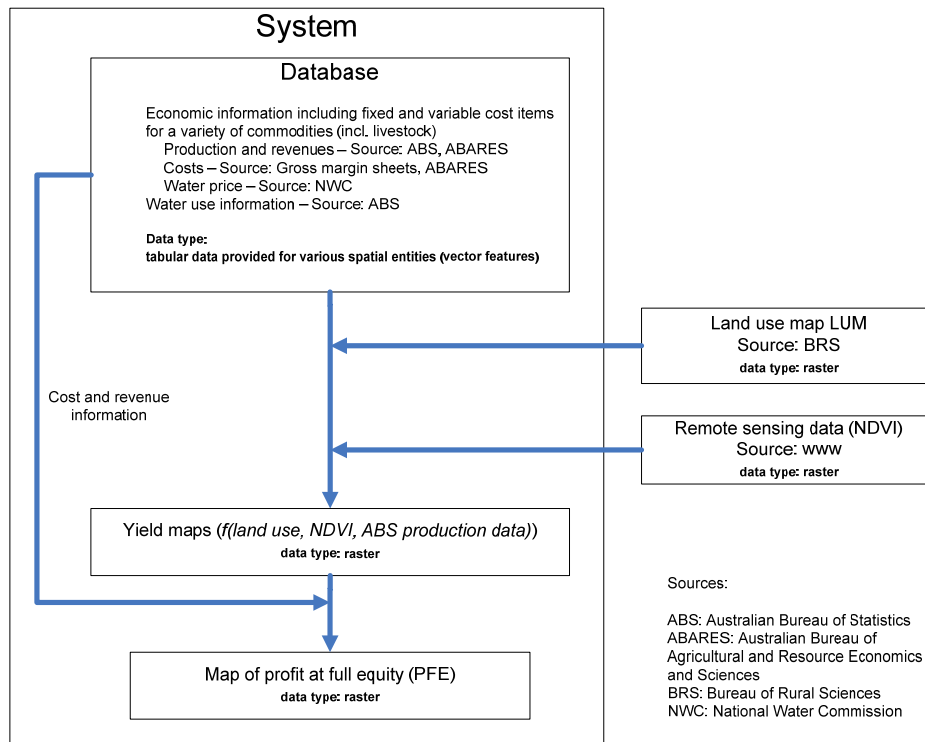 System
Database
Economic information including fixed and variable cost items
for a variety of commodities (incl. livestock)
Production and revenues – Source: ABS, ABARES
Costs – Source: Gross margin sheets, ABARES
Water price – Source: NWC
Water use information – Source: ABS
Data type:
tabular data provided for various spatial entities (vector features)
Land use map LUM
Source: BRS
data type: raster
Cost and revenue
information
Remote sensing data (NDVI)
Source: www
data type: raster
Yield maps (f(land use, NDVI, ABS production data))
data type: raster
Map of profit at full equity (PFE)
data type: raster
Sources:
ABS: Australian Bureau of Statistics
ABARES: Australian Bureau of
Agricultural and Resource Economics
and Sciences
BRS: Bureau of Rural Sciences
NWC: National Water Commission